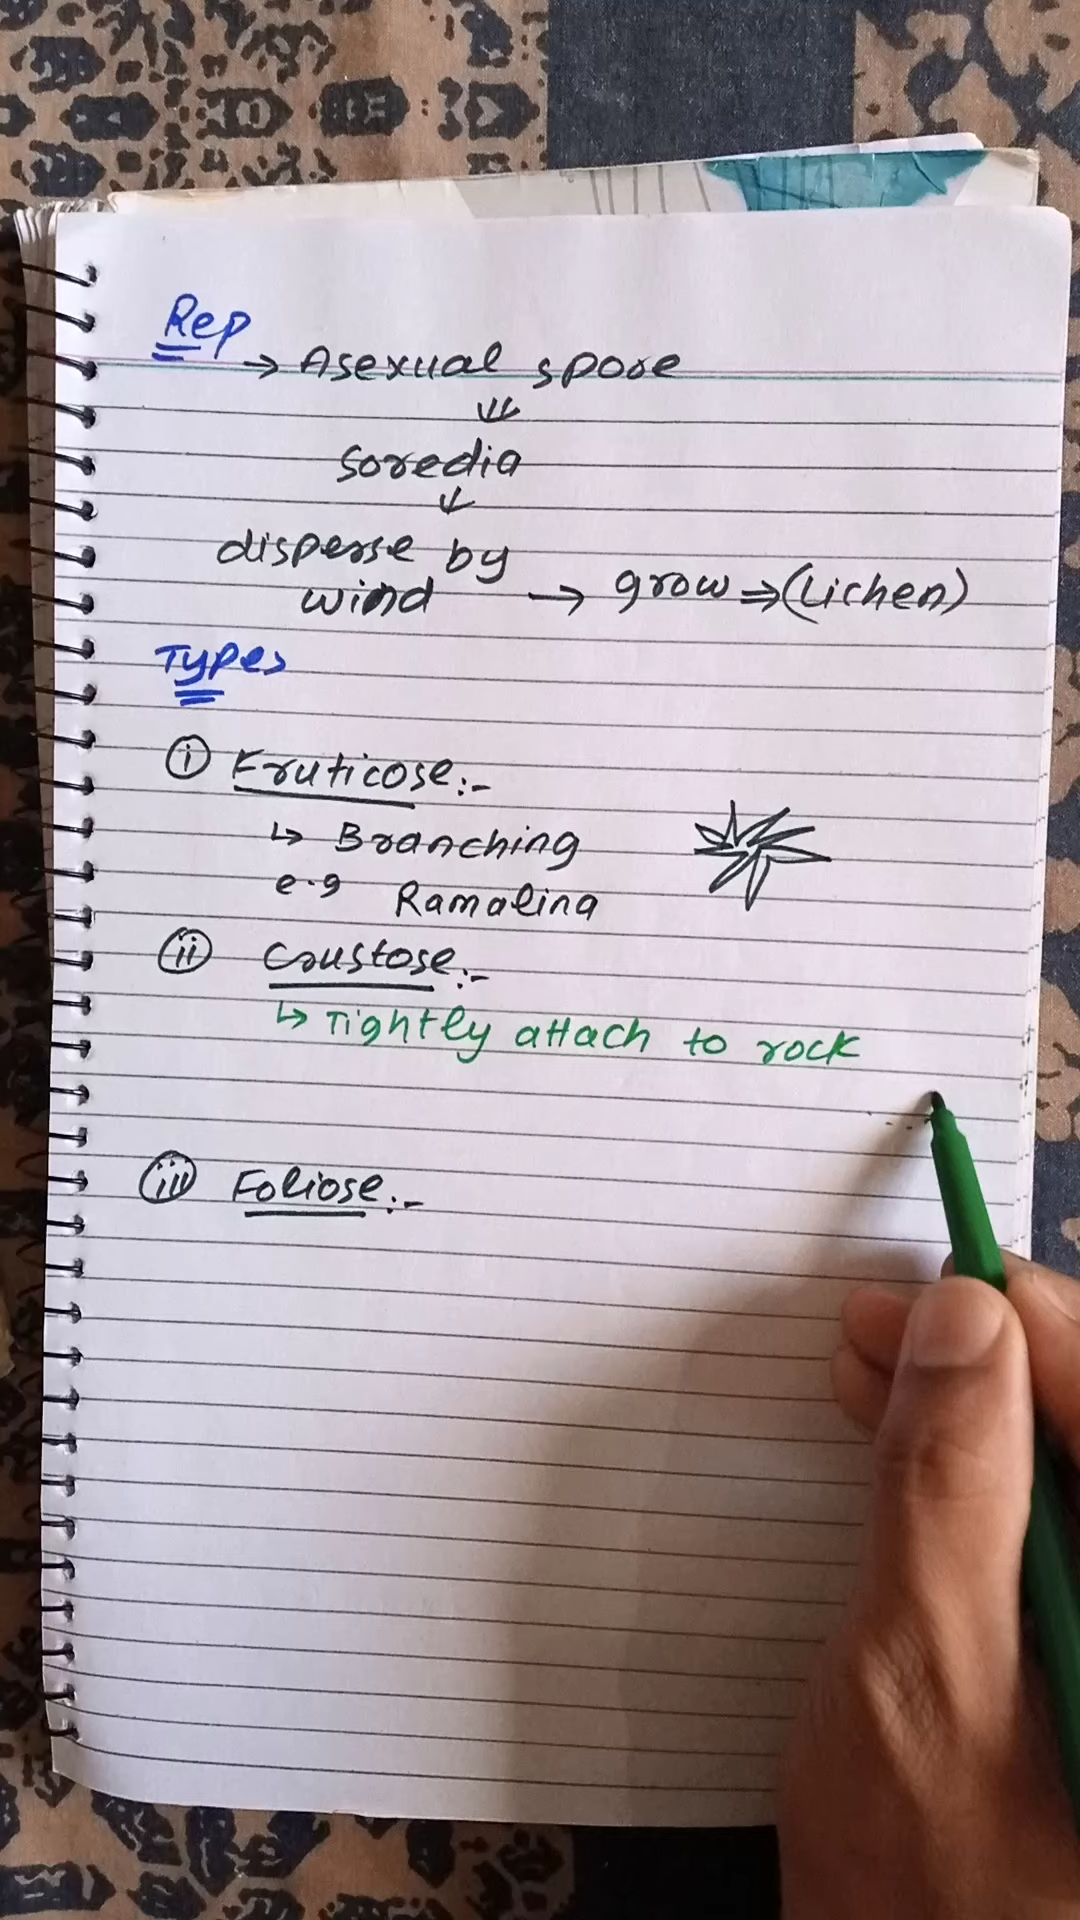 Rep
→ Asexual spore
soredia
disperse by
wind → grow ⇒ (Lichen)
Types
(i) Fruticose:-
↳ Branching
e.g Ramalina
(ii) Crustose:-
↳ Tightly attach to rock
(iii) Foliose:-